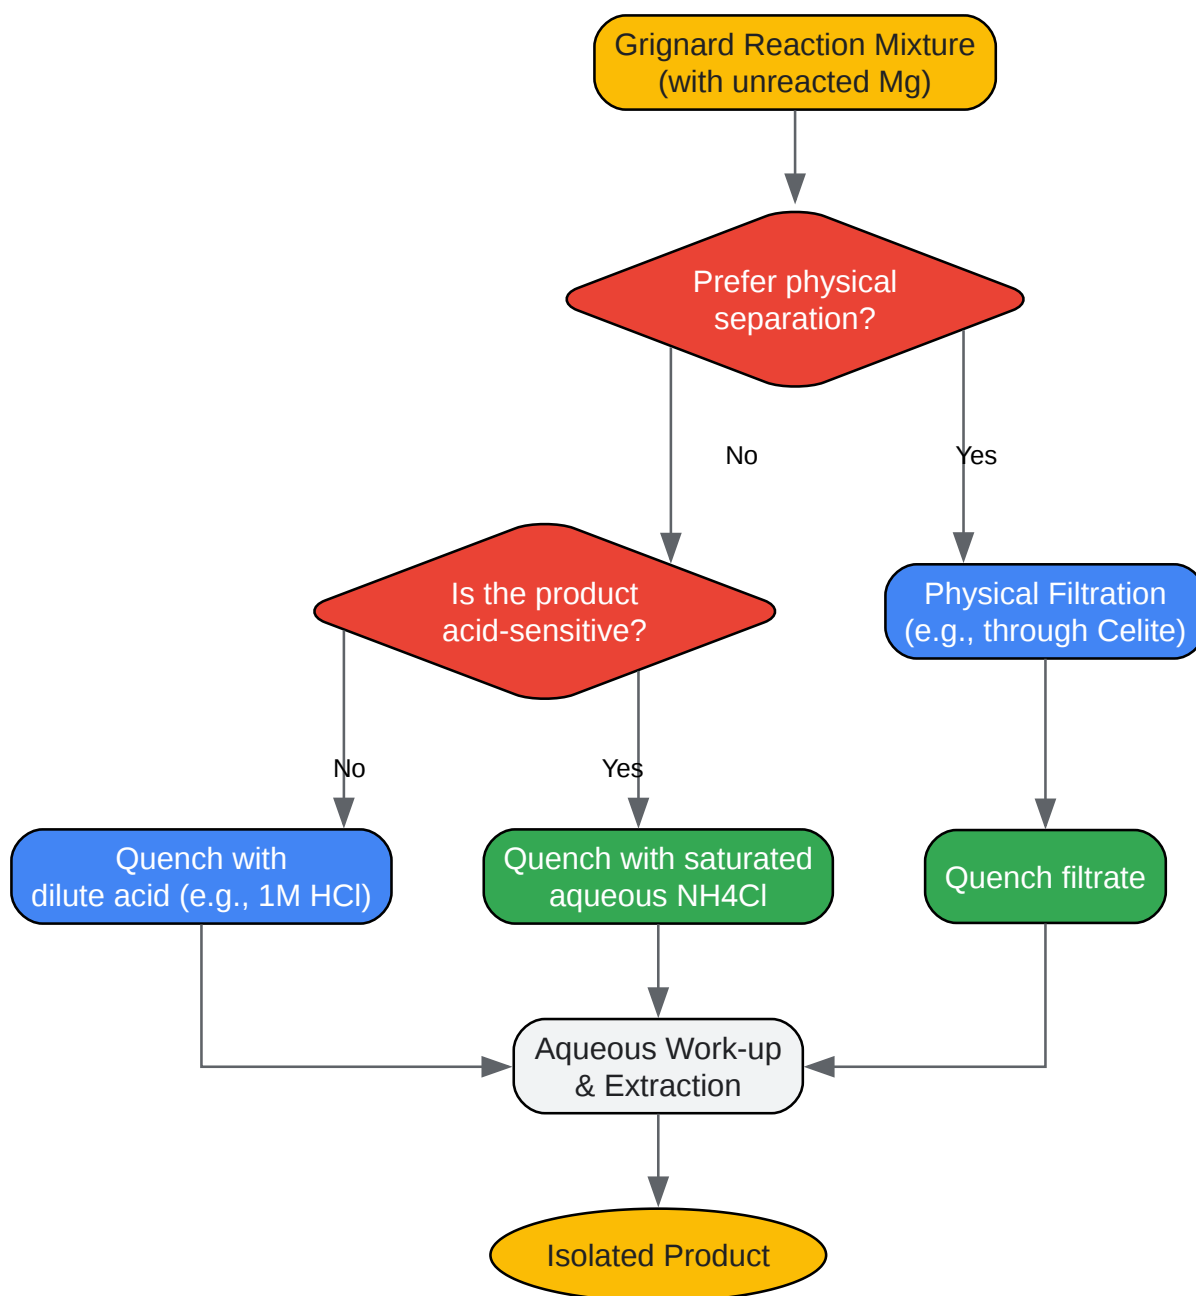 Grignard Reaction Mixture
(with unreacted Mg)
Prefer physical
separation?
No
Yes
Is the product
acid-sensitive?
Physical Filtration
(e.g., through Celite)
No
Yes
Quench with
dilute acid (e.g., 1M HCl)
Quench with saturated
aqueous NH4Cl
Quench filtrate
Aqueous Work-up
& Extraction
Isolated Product